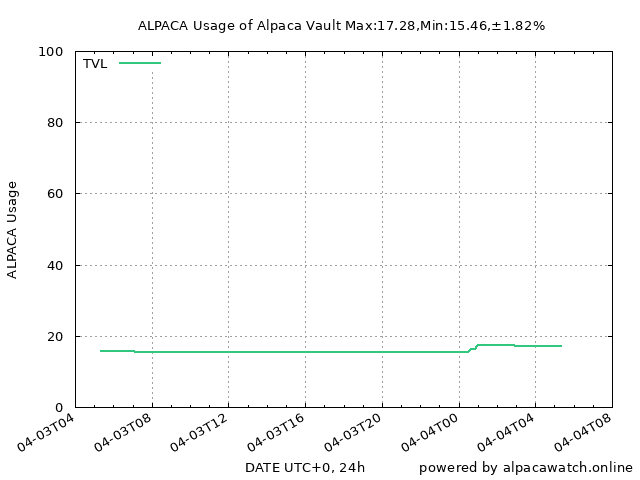 ALPACA Usage of Alpaca Vault Max:17.28,Min:15.46,±1.82%
100
TVL
80
60
ALPACA Usage
40
20
0
04-03T04
04-03T08
04-03T12
04-03T16
04-03T20
04-04T00
04-04T04
04-04T08
DATE UTC+0, 24h
powered by alpacawatch.online